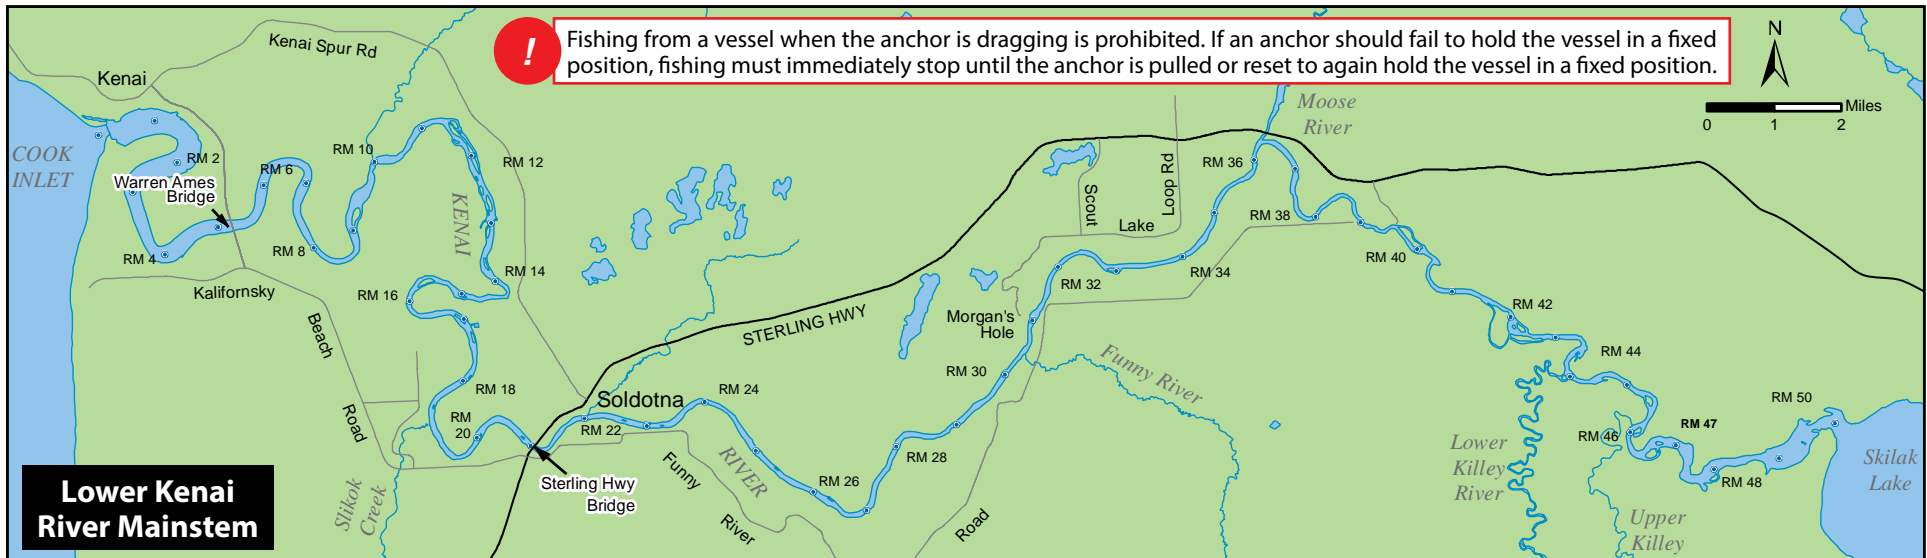 Fishing from a vessel when the anchor is dragging is prohibited. If an anchor should fail to hold the vessel in a fixed
position, fishing must immediately stop until the anchor is pulled or reset to again hold the vessel in a fixed position.
!
N
Miles
0 1 2
Kenai Spur Rd
Kenai
COOK
INLET
RM 2
Warren Ames
Bridge
RM 4
RM 6
RM 8
RM 10
RM 12
KENAI
RM 14
RM 16
Kalifornsky
Beach
Road
RM 18
RM
20
Slikok
Creek
Soldotna
RM 22
Sterling Hwy
Bridge
STERLING HWY
RM 24
RIVER
Funny
River
Road
RM 26
RM 28
RM 30
Morgan's
Hole
Funny River
RM 32
Scout
Lake
Loop Rd
RM 34
RM 36
Moose
River
RM 38
RM 40
RM 42
RM 44
Lower
Killey
River
RM 46
RM 47
RM 48
RM 50
Upper
Killey
Skilak
Lake
Lower Kenai
River Mainstem